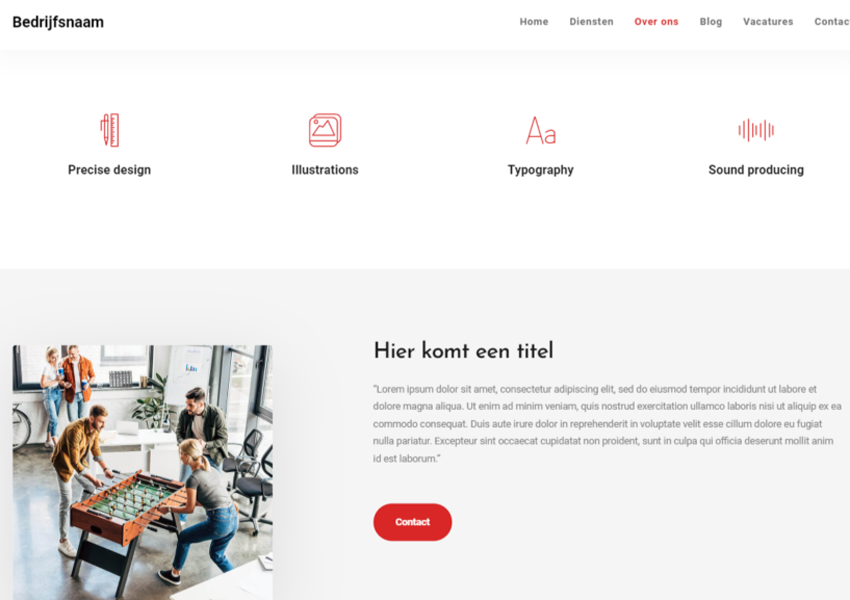 Bedrijfsnaam
Home Diensten Over ons Blog Vacatures Contac
Precise design Illustrations Typography Sound producing
Hier komt een titel
"Lorem ipsum dolor sit amet, consectetur adipiscing elit, sed do eiusmod tempor incididunt ut labore et
dolore magna aliqua. Ut enim ad minim veniam, quis nostrud exercitation ullamco laboris nisi ut aliquip ex ea
commodo consequat. Duis aute irure dolor in reprehenderit in voluptate velit esse cillum dolore eu fugiat
nulla pariatur. Excepteur sint occaecat cupidatat non proident, sunt in culpa qui officia deserunt mollit anim
id est laborum."
Contact